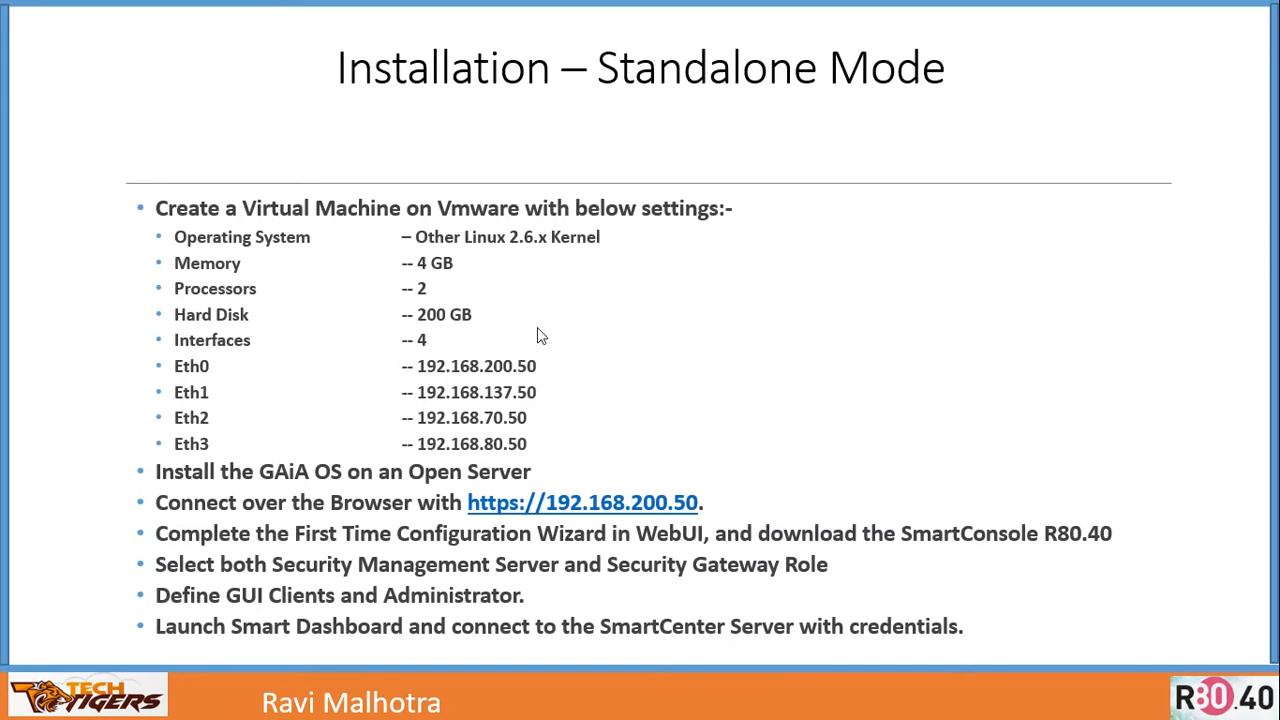 Installation – Standalone Mode
• Create a Virtual Machine on Vmware with below settings:-
• Operating System – Other Linux 2.6.x Kernel
• Memory -- 4 GB
• Processors -- 2
• Hard Disk -- 200 GB
• Interfaces -- 4
• Eth0 -- 192.168.200.50
• Eth1 -- 192.168.137.50
• Eth2 -- 192.168.70.50
• Eth3 -- 192.168.80.50
• Install the GAiA OS on an Open Server
• Connect over the Browser with https://192.168.200.50.
• Complete the First Time Configuration Wizard in WebUI, and download the SmartConsole R80.40
• Select both Security Management Server and Security Gateway Role
• Define GUI Clients and Administrator.
• Launch Smart Dashboard and connect to the SmartCenter Server with credentials.
TECH
TIGERS
Ravi Malhotra
R80.40